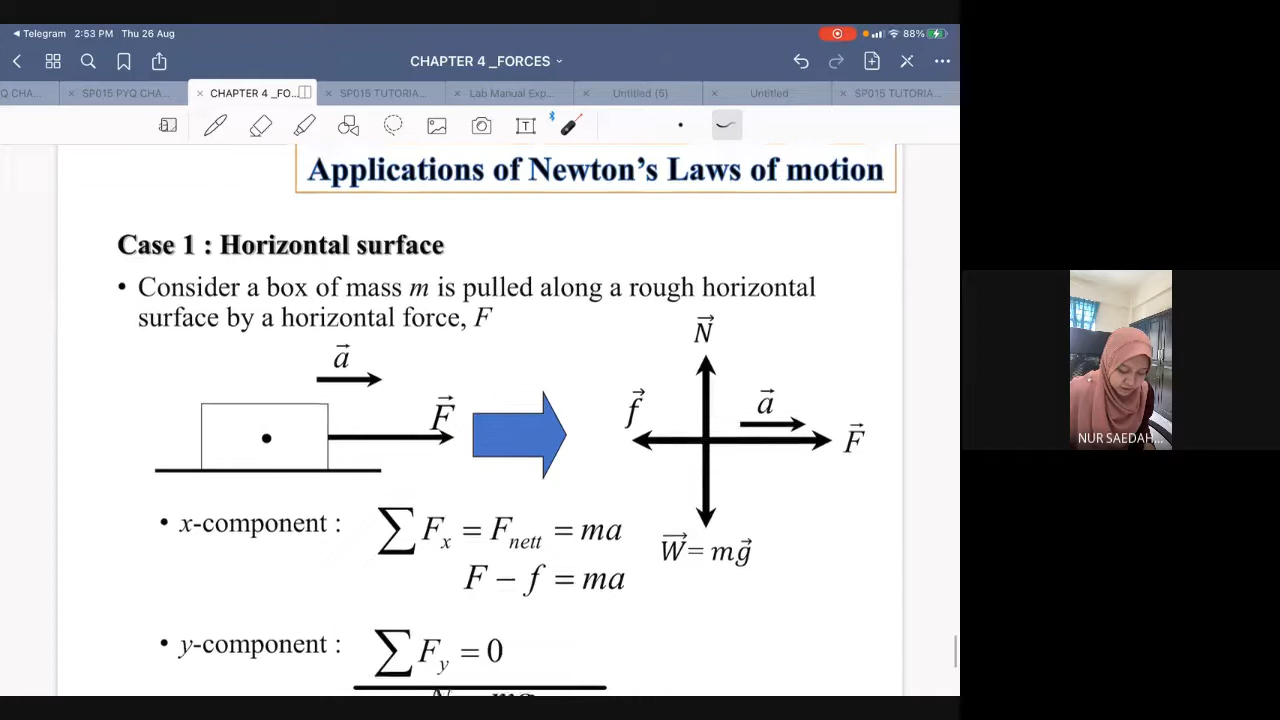 Telegram 2:53 PM Thu 26 Aug 88%
CHAPTER 4 _FORCES
Q CHA... SP015 PYQ CHA... CHAPTER 4 _FO... SP015 TUTORIA... Lab Manual Exp... Untitled (5) Untitled SP015 TUTORIA...
Applications of Newton's Laws of motion
Case 1 : Horizontal surface
• Consider a box of mass m is pulled along a rough horizontal
surface by a horizontal force, F
a⃗
F⃗
N⃗
f⃗
a⃗
F⃗
W⃗ = mg⃗
• x-component : ∑ Fₓ = F_nett = ma
F − f = ma
• y-component : ∑ F_y = 0
NUR SAEDAH...